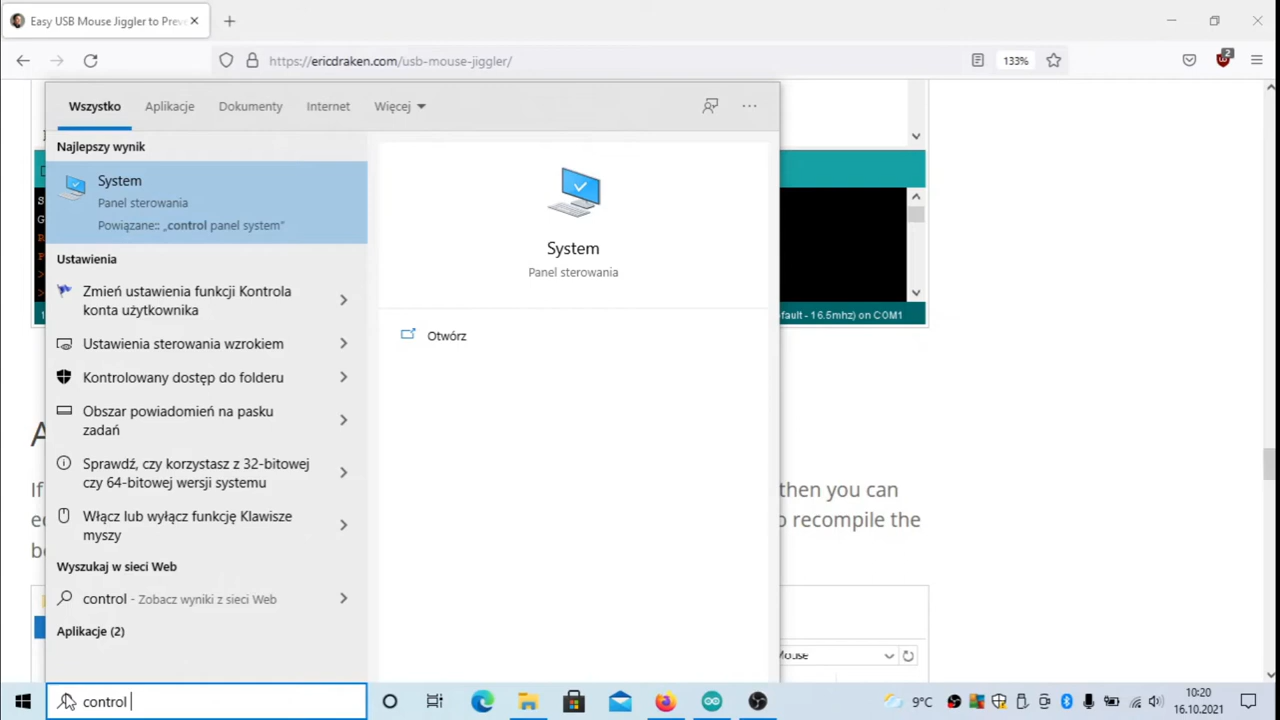 Easy USB Mouse Jiggler to Prev
https://ericdraken.com/usb-mouse-jiggler/
133%
2
Wszystko
Aplikacje
Dokumenty
Internet
Więcej
Najlepszy wynik
System
Panel sterowania
Powiązane:: „control panel system"
Ustawienia
Zmień ustawienia funkcji Kontrola
konta użytkownika
Ustawienia sterowania wzrokiem
Kontrolowany dostęp do folderu
Obszar powiadomień na pasku
zadań
Sprawdź, czy korzystasz z 32-bitowej
czy 64-bitowej wersji systemu
Włącz lub wyłącz funkcję Klawisze
myszy
Wyszukaj w sieci Web
control - Zobacz wyniki z sieci Web
Aplikacje (2)
System
Panel sterowania
Otwórz
efault - 16.5mhz) on COM1
If
then you can
recompile the
Mouse
control
9°C
10:20
16.10.2021